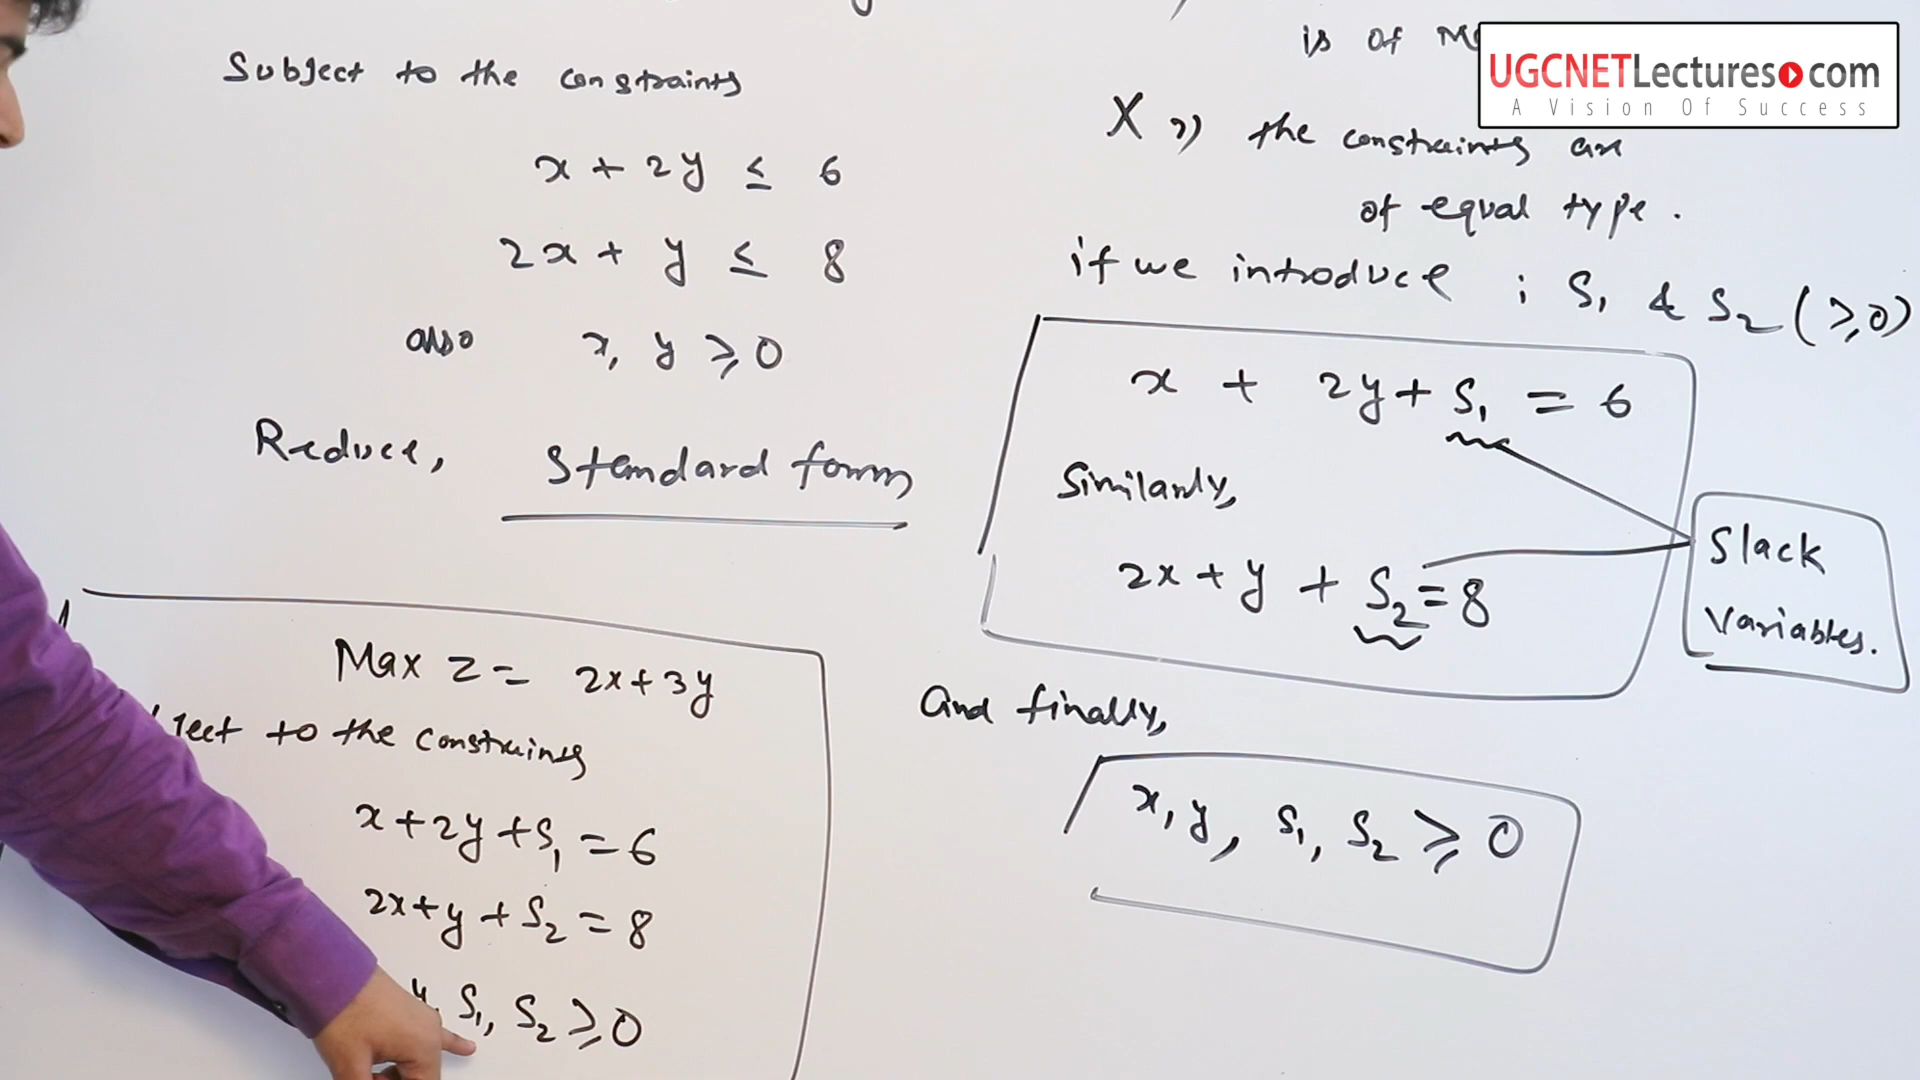 Subject to the constraints
x + 2y ≤ 6
2x + y ≤ 8
also x, y ≥ 0
Reduce, Standard form
Max Z = 2x+3y
to the constraints
x+2y+S₁ = 6
2x+y+S₂ = 8
S₁, S₂ ≥ 0
is of
UGCNETLectures.com
A Vision Of Success
X ii) the constraints are
of equal type.
if we introduce ; S₁ & S₂ (≥0)
x + 2y + S₁ = 6
Similarly,
2x + y + S₂ = 8
Slack
Variables.
and finally,
x, y, S₁, S₂ ≥ 0